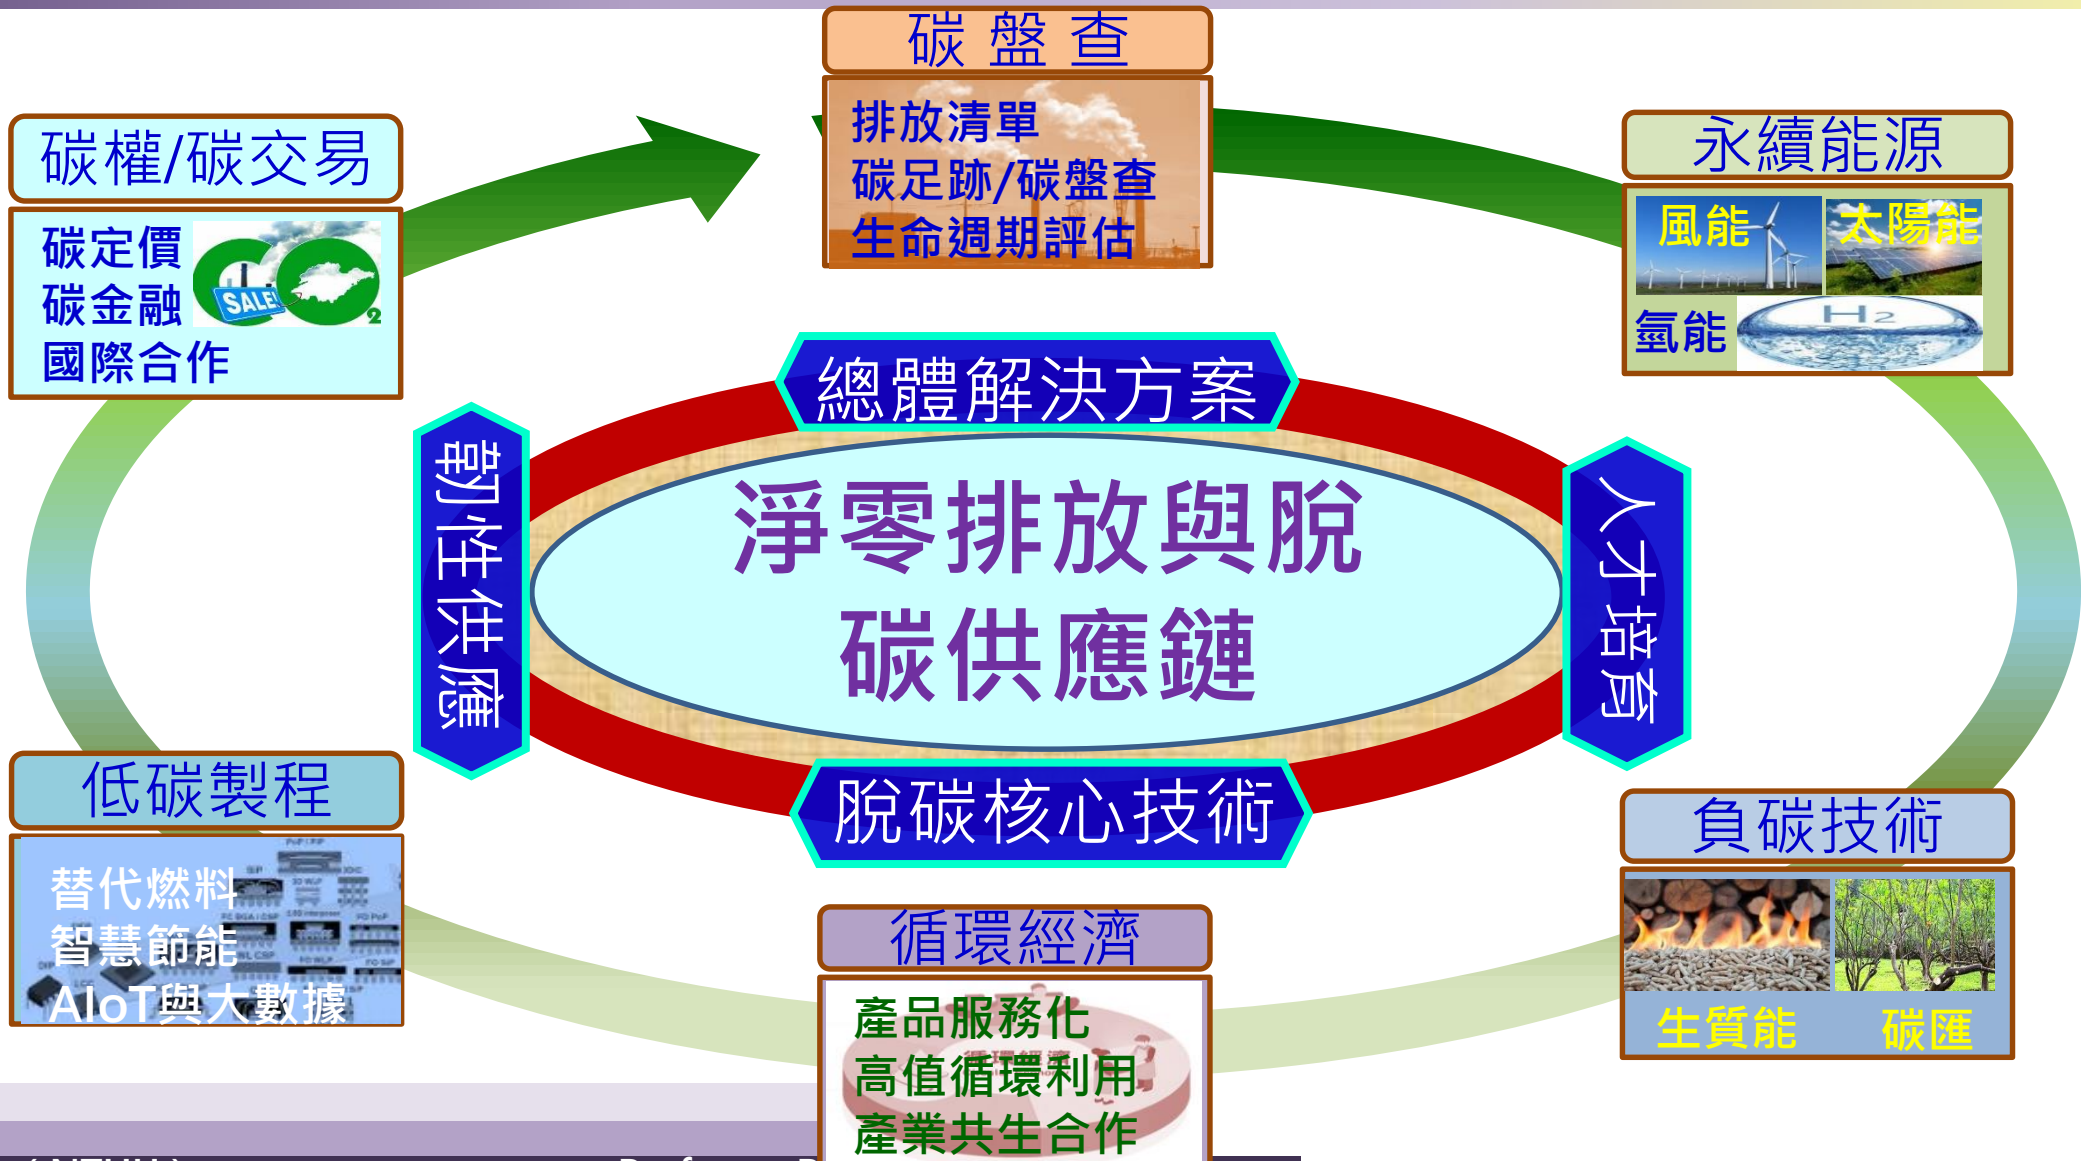 碳盤查
排放清單
碳足跡/碳盤查
生命週期評估
碳權/碳交易
碳定價
碳金融
國際合作
SALE!
CO2
永續能源
風能
太陽能
氫能
H2
總體解決方案
韌性供應
淨零排放與脫
碳供應鏈
人才培育
脫碳核心技術
低碳製程
替代燃料
智慧節能
AIoT與大數據
負碳技術
生質能
碳匯
循環經濟
循環經濟
產品服務化
高值循環利用
產業共生合作